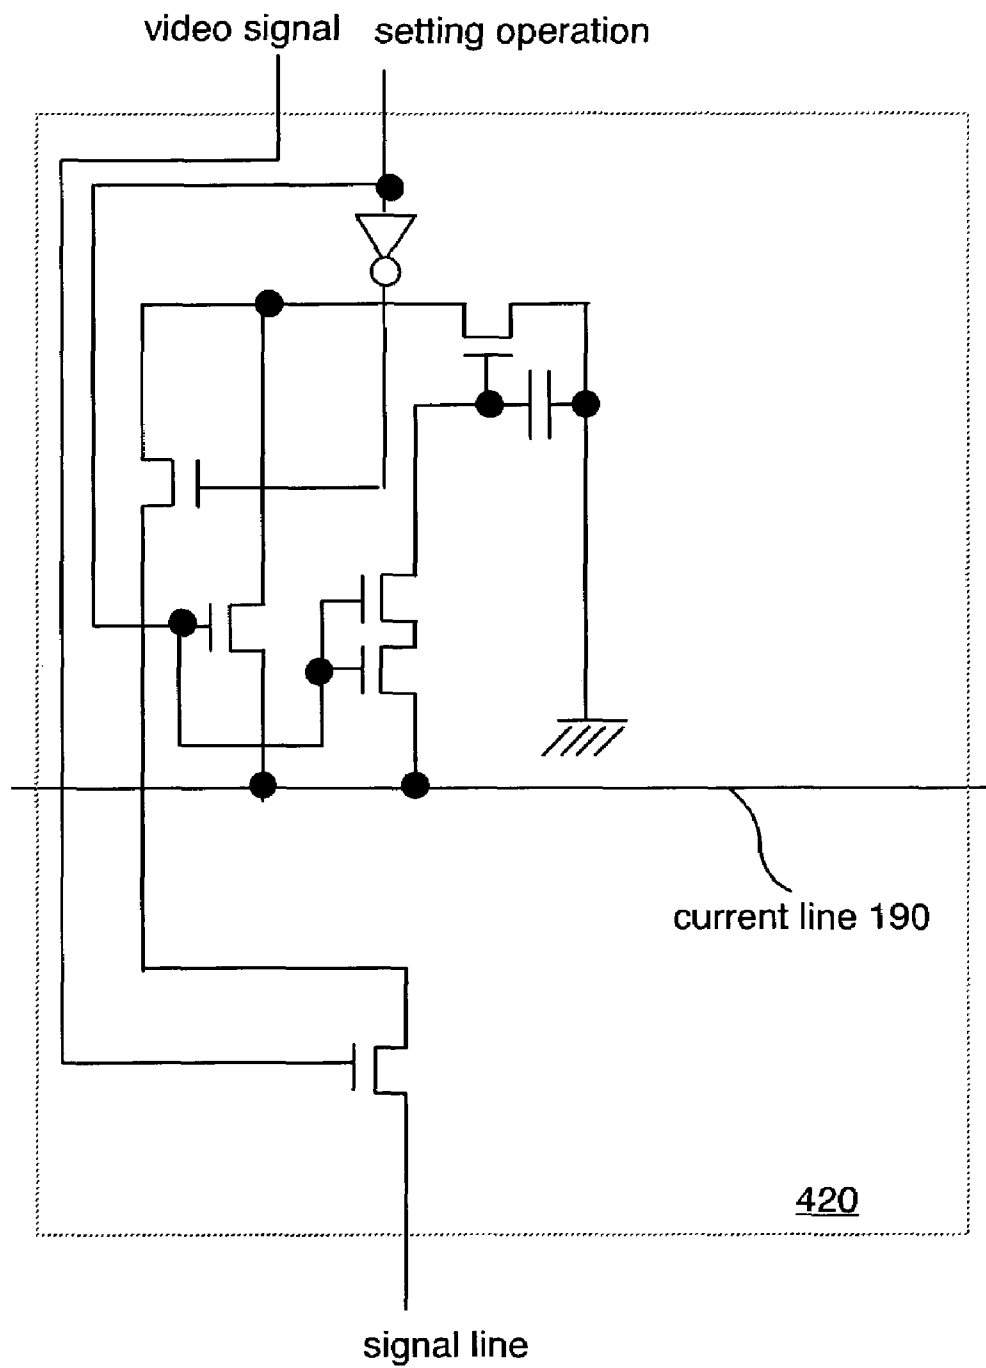 video signal
setting operation
current line 190
420
signal line